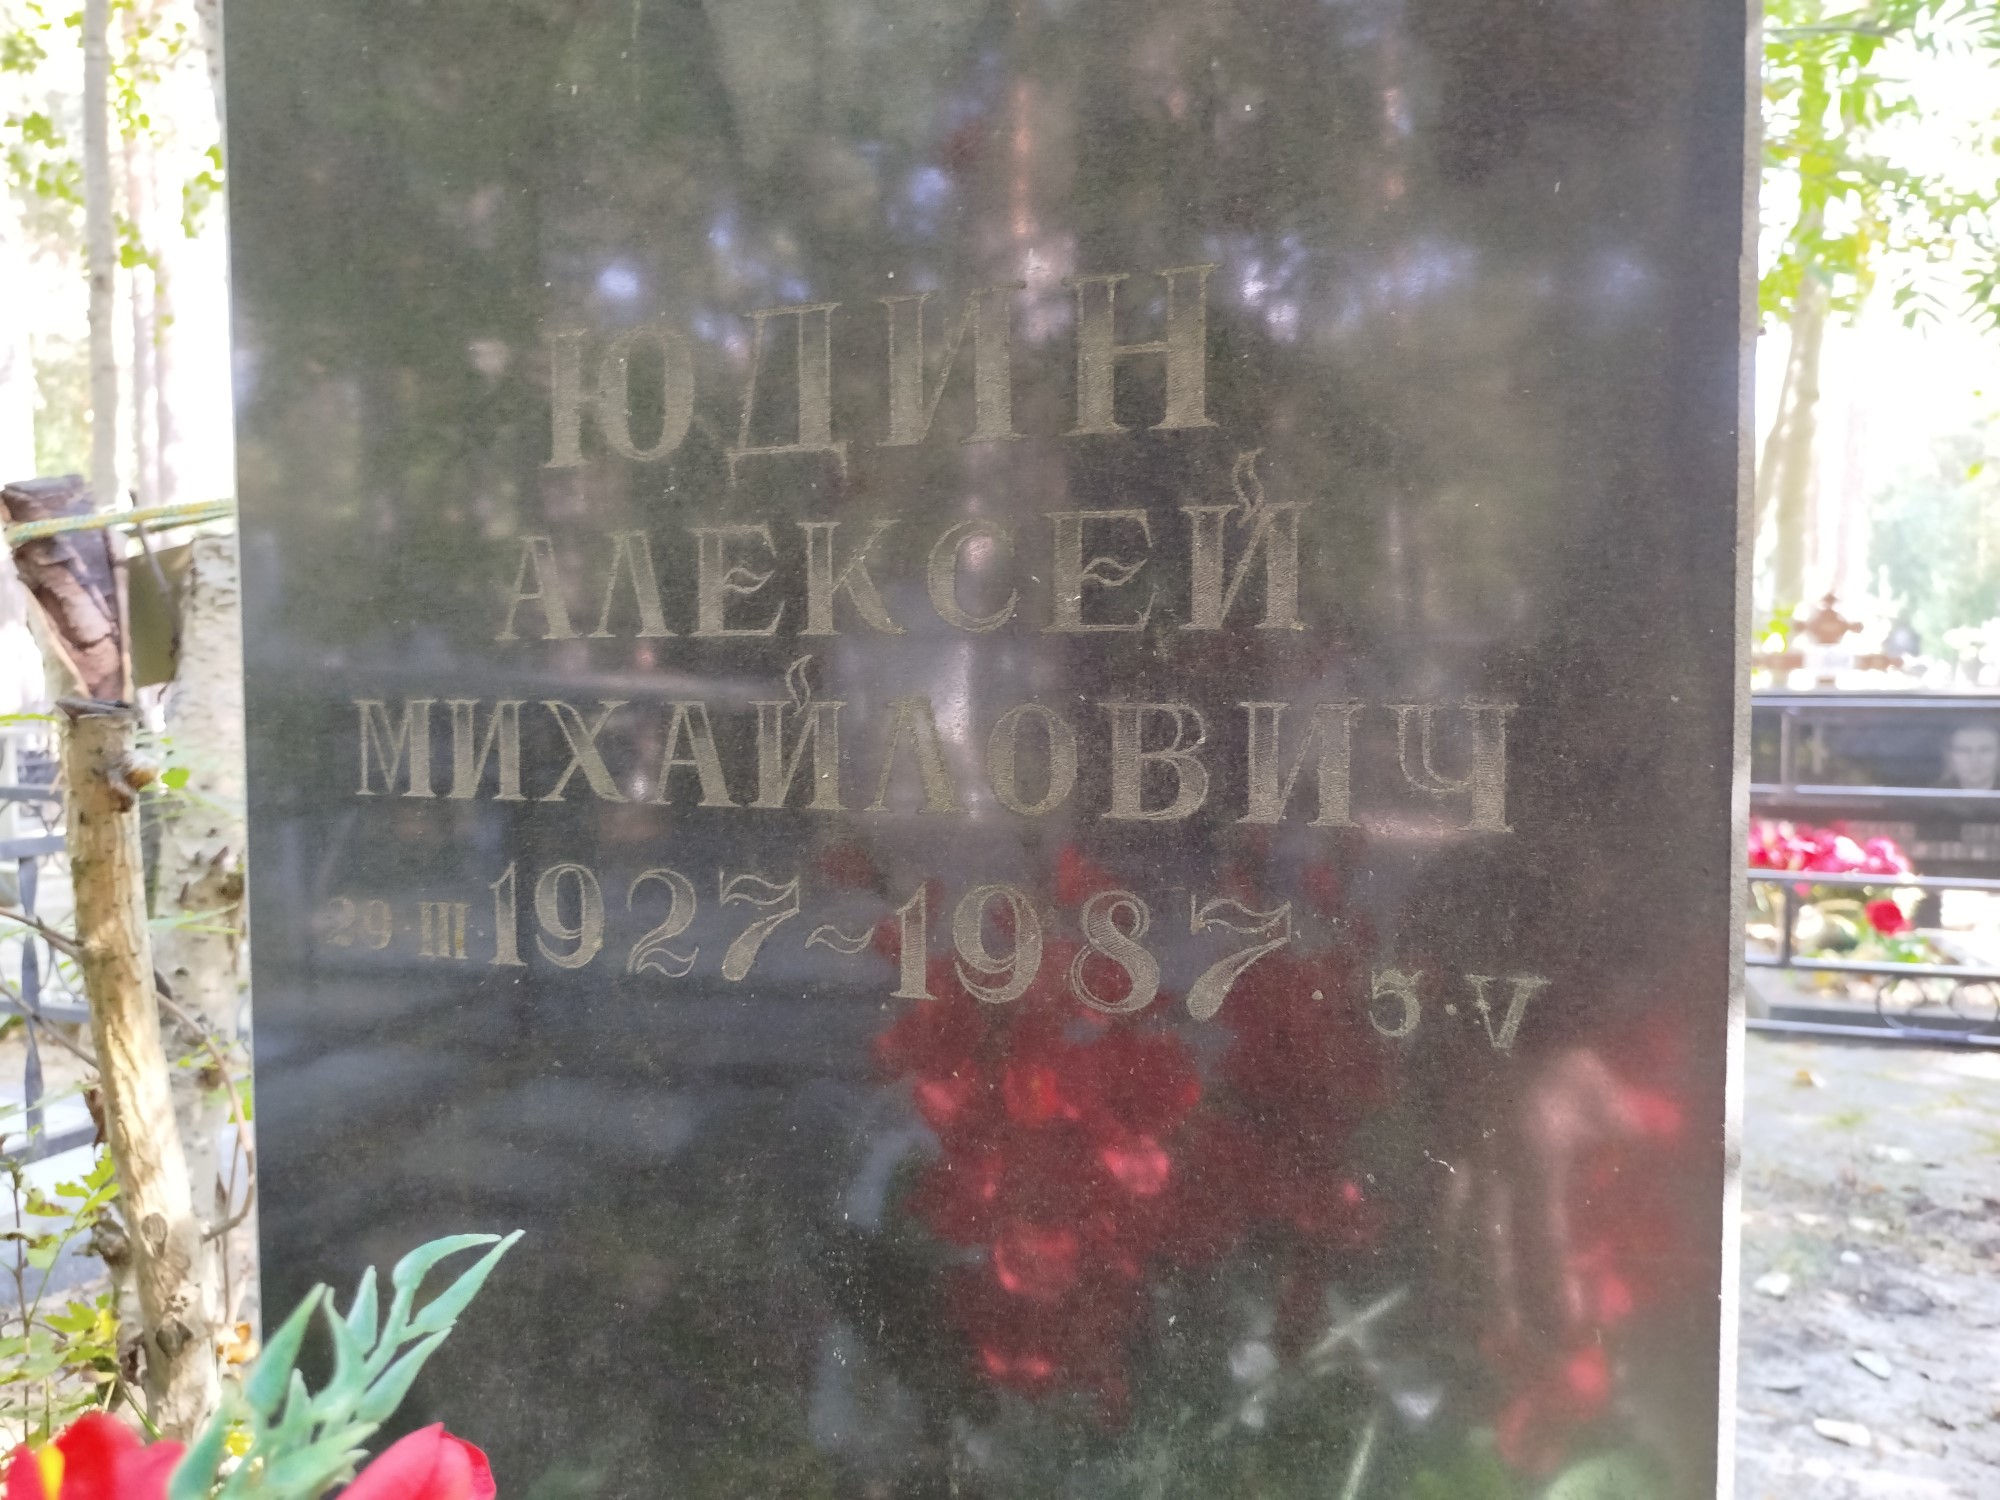 ЮДИН
АЛЕКСЕЙ
МИХАЙЛОВИЧ
29·III 1927~1987. 5·V